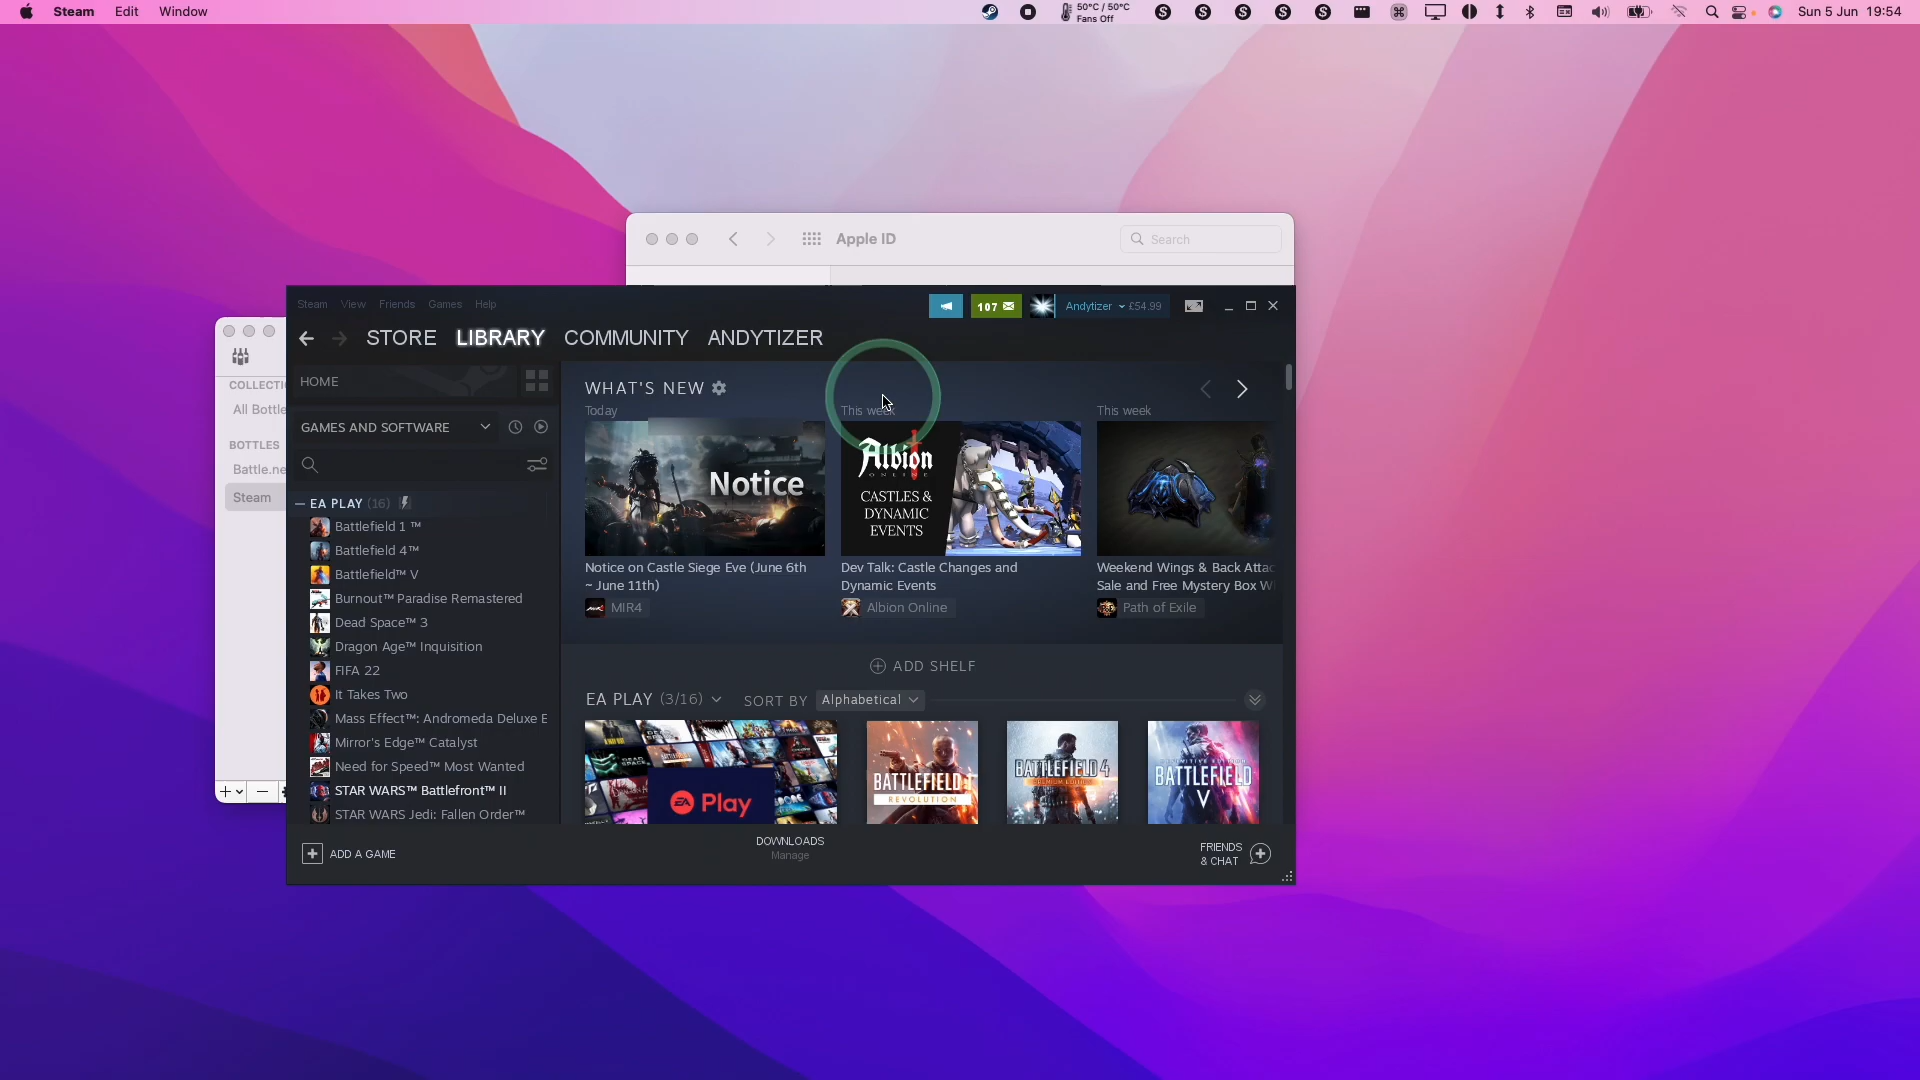 Steam Edit Window
50°C / 50°C
Fans Off
Sun 5 Jun 19:54
Apple ID
Search
COLLECTI
All Bottle
BOTTLES
Battle.ne
Steam
Steam View Friends Games Help
107
Andytizer £54.99
STORE LIBRARY COMMUNITY ANDYTIZER
HOME
GAMES AND SOFTWARE
EA PLAY (16)
Battlefield 1 ™
Battlefield 4™
Battlefield™ V
Burnout™ Paradise Remastered
Dead Space™ 3
Dragon Age™ Inquisition
FIFA 22
It Takes Two
Mass Effect™: Andromeda Deluxe E
Mirror's Edge™ Catalyst
Need for Speed™ Most Wanted
STAR WARS™ Battlefront™ II
STAR WARS Jedi: Fallen Order™
WHAT'S NEW
Today
This week
This week
Notice
Albion
ONLINE
CASTLES &
DYNAMIC
EVENTS
Notice on Castle Siege Eve (June 6th
~ June 11th)
MIR4
Dev Talk: Castle Changes and
Dynamic Events
Albion Online
Weekend Wings & Back Attac
Sale and Free Mystery Box W
Path of Exile
ADD SHELF
EA PLAY (3/16)
SORT BY Alphabetical
EA Play
BATTLEFIELD 1
REVOLUTION
BATTLEFIELD 4
PREMIUM EDITION
BATTLEFIELD
V
ADD A GAME
DOWNLOADS
Manage
FRIENDS
& CHAT